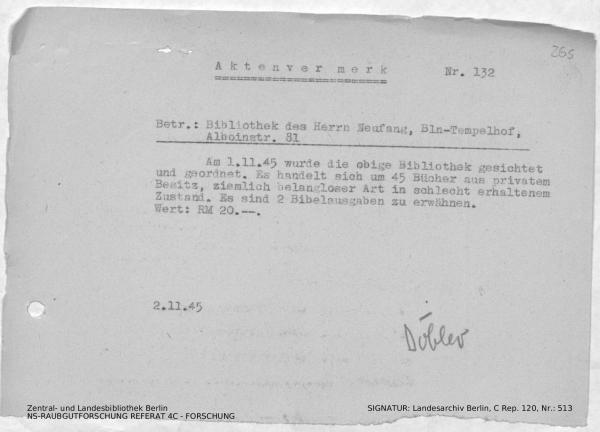 265
Aktenvermerk Nr. 132
Betr.: Bibliothek des Herrn Neufang, Bln-Tempelhof,
Alboinstr. 81
Am 1.11.45 wurde die obige Bibliothek gesichtet
und geordnet. Es handelt sich um 45 Bücher aus privatem
Besitz, ziemlich belangloser Art in schlecht erhaltenem
Zustand. Es sind 2 Bibelausgaben zu erwähnen.
Wert: RM 20.--.
2.11.45
Döbler
Zentral- und Landesbibliothek Berlin
NS-RAUBGUTFORSCHUNG REFERAT 4C - FORSCHUNG
SIGNATUR: Landesarchiv Berlin, C Rep. 120, Nr.: 513